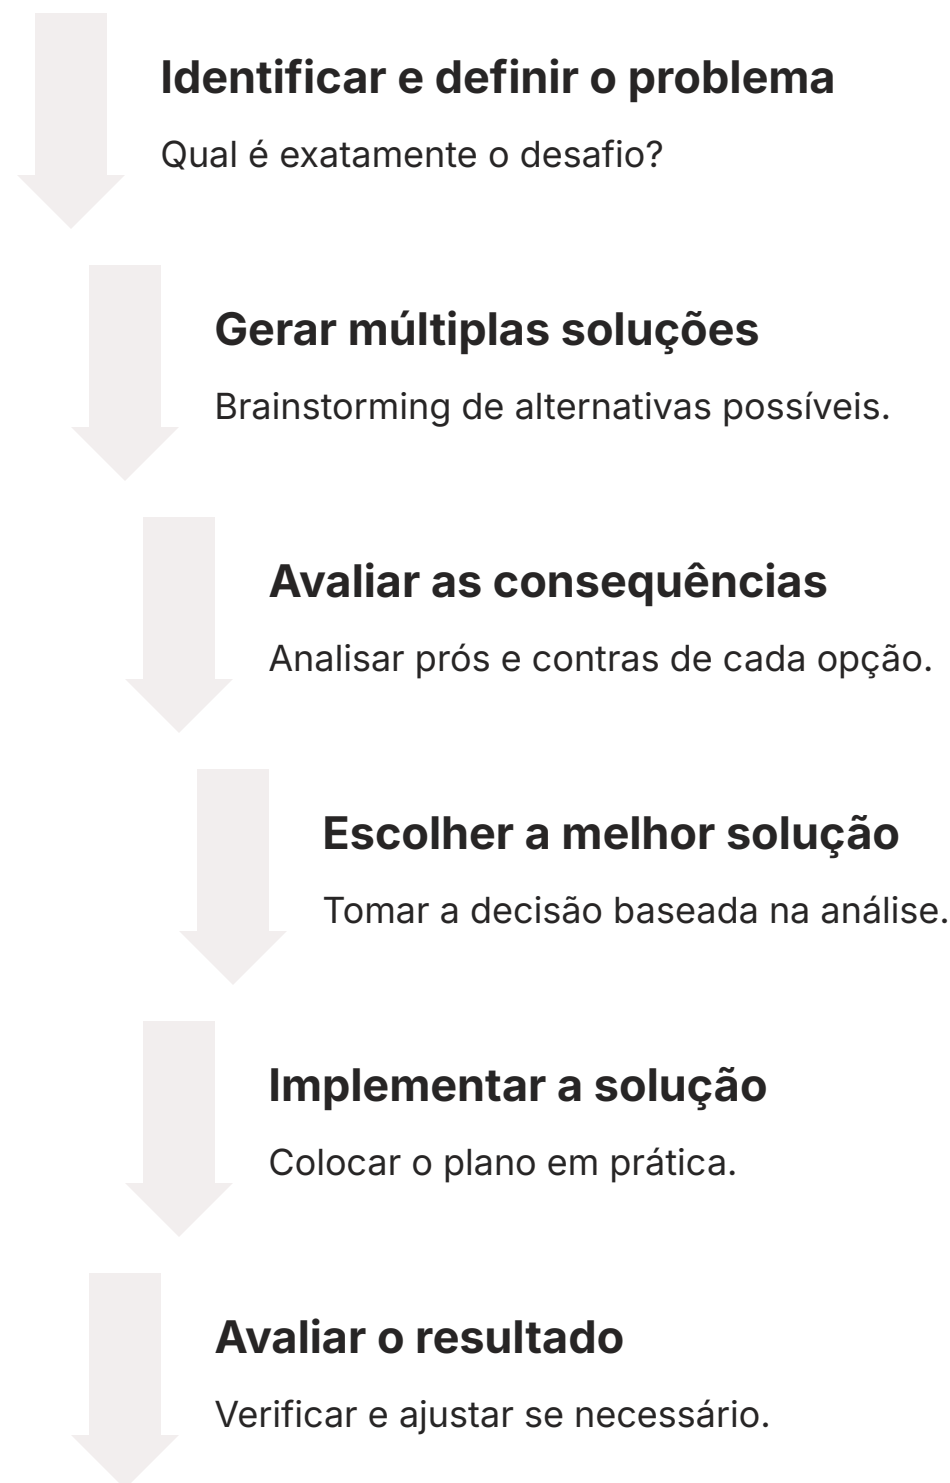 Identificar e definir o problema
Qual é exatamente o desafio?
Gerar múltiplas soluções
Brainstorming de alternativas possíveis.
Avaliar as consequências
Analisar prós e contras de cada opção.
Escolher a melhor solução
Tomar a decisão baseada na análise.
Implementar a solução
Colocar o plano em prática.
Avaliar o resultado
Verificar e ajustar se necessário.